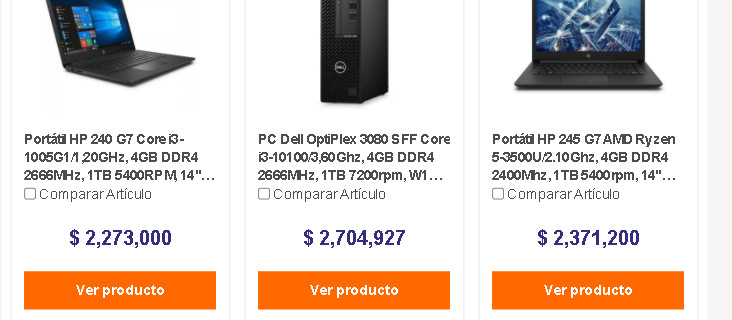 Portátil HP 240 G7 Core i3-
1005G1/1,20GHz, 4GB DDR4
2666MHz, 1TB 5400RPM, 14"...
Comparar Artículo
$ 2,273,000
Ver producto
DELL
PC Dell OptiPlex 3080 SFF Core
i3-10100/3,60Ghz, 4GB DDR4
2666MHz, 1TB 7200rpm, W1...
Comparar Artículo
$ 2,704,927
Ver producto
Portátil HP 245 G7 AMD Ryzen
5-3500U/2.10Ghz, 4GB DDR4
2400Mhz, 1TB 5400rpm, 14"...
Comparar Artículo
$ 2,371,200
Ver producto